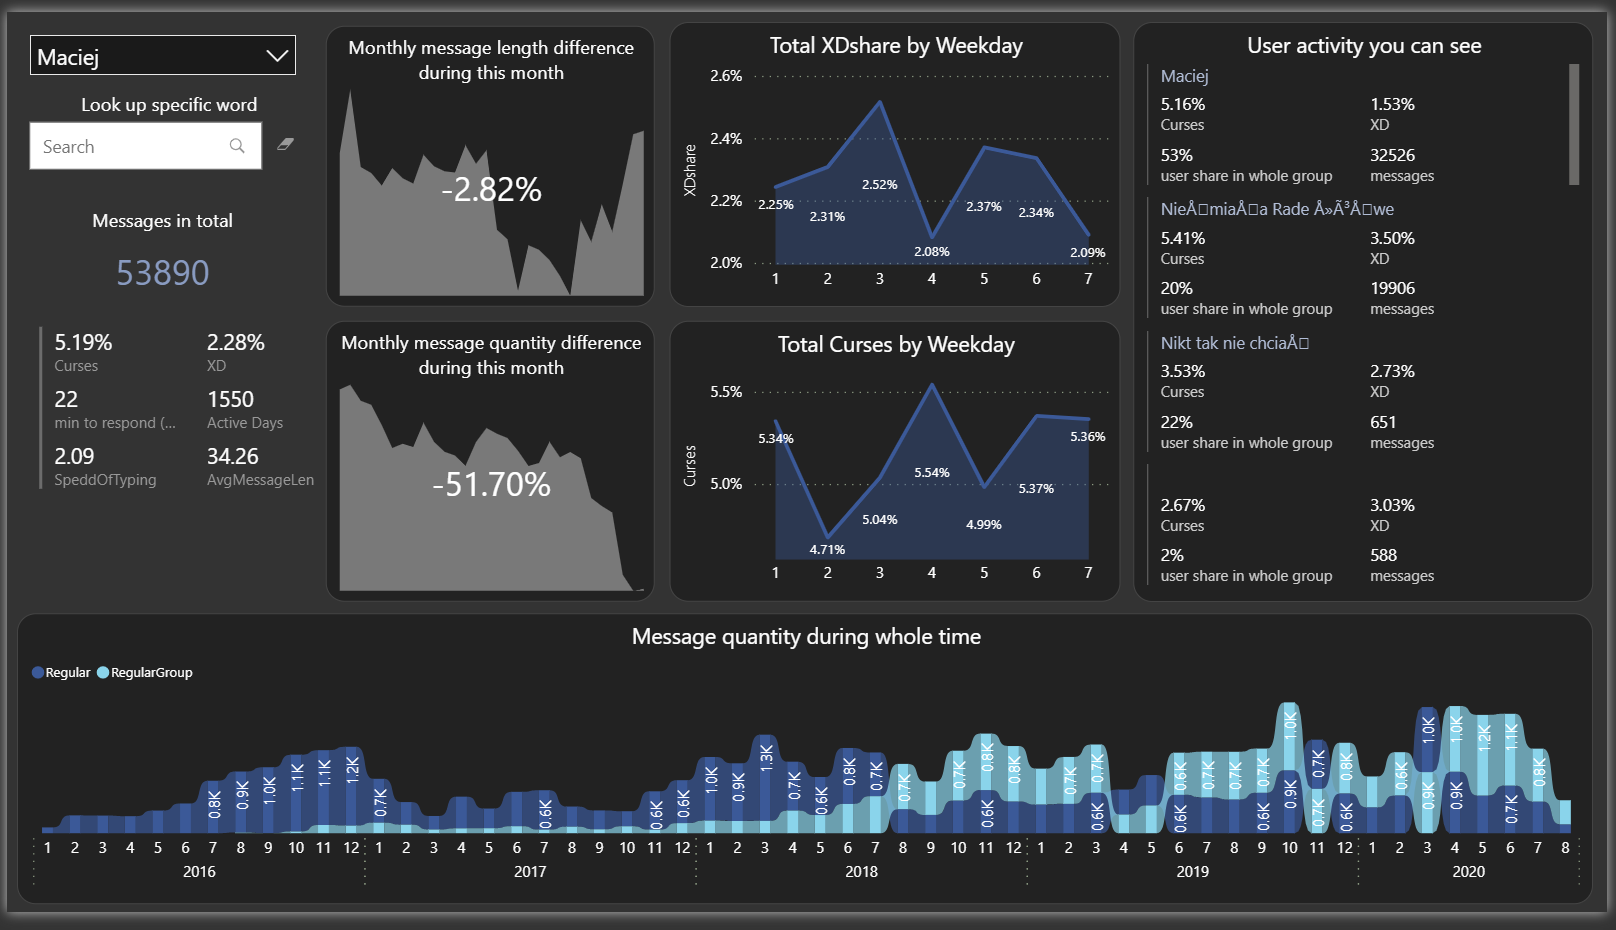 Maciej
Look up specific word
Search
Messages in total
53890
5.19% 2.28%
Curses XD
22 1550
min to respond (... Active Days
2.09 34.26
SpeddOfTyping AvgMessageLen
Monthly message length difference
during this month
-2.82%
Monthly message quantity difference
during this month
-51.70%
Total XDshare by Weekday
XDshare
2.6%
2.4%
2.2%
2.0%
2.25% 2.31% 2.52% 2.08% 2.37% 2.34% 2.09%
1 2 3 4 5 6 7
Total Curses by Weekday
Curses
5.5%
5.0%
5.34% 4.71% 5.04% 5.54% 4.99% 5.37% 5.36%
1 2 3 4 5 6 7
User activity you can see
Maciej
5.16% 1.53%
Curses XD
53% 32526
user share in whole group messages
NieÅ□miaÅ□a Rade Å»Ã³Å□we
5.41% 3.50%
Curses XD
20% 19906
user share in whole group messages
Nikt tak nie chciaÅ□
3.53% 2.73%
Curses XD
22% 651
user share in whole group messages
2.67% 3.03%
Curses XD
2% 588
user share in whole group messages
Message quantity during whole time
Regular RegularGroup
0.8K 0.9K 1.0K 1.1K 1.1K 1.2K 0.7K 0.6K 0.6K 0.6K 1.0K 0.9K 1.3K 0.7K 0.6K 0.8K 0.7K 0.7K 0.7K 0.8K 0.6K 0.8K 0.7K 0.7K 0.6K 0.6K 0.6K 0.7K 0.7K 0.7K 0.6K 1.0K 0.9K 0.7K 0.7K 0.8K 0.6K 0.6K 1.0K 0.9K 1.0K 0.9K 1.2K 1.1K 0.7K 0.8K
1 2 3 4 5 6 7 8 9 10 11 12 1 2 3 4 5 6 7 8 9 10 11 12 1 2 3 4 5 6 7 8 9 10 11 12 1 2 3 4 5 6 7 8 9 10 11 12 1 2 3 4 5 6 7 8
2016 2017 2018 2019 2020